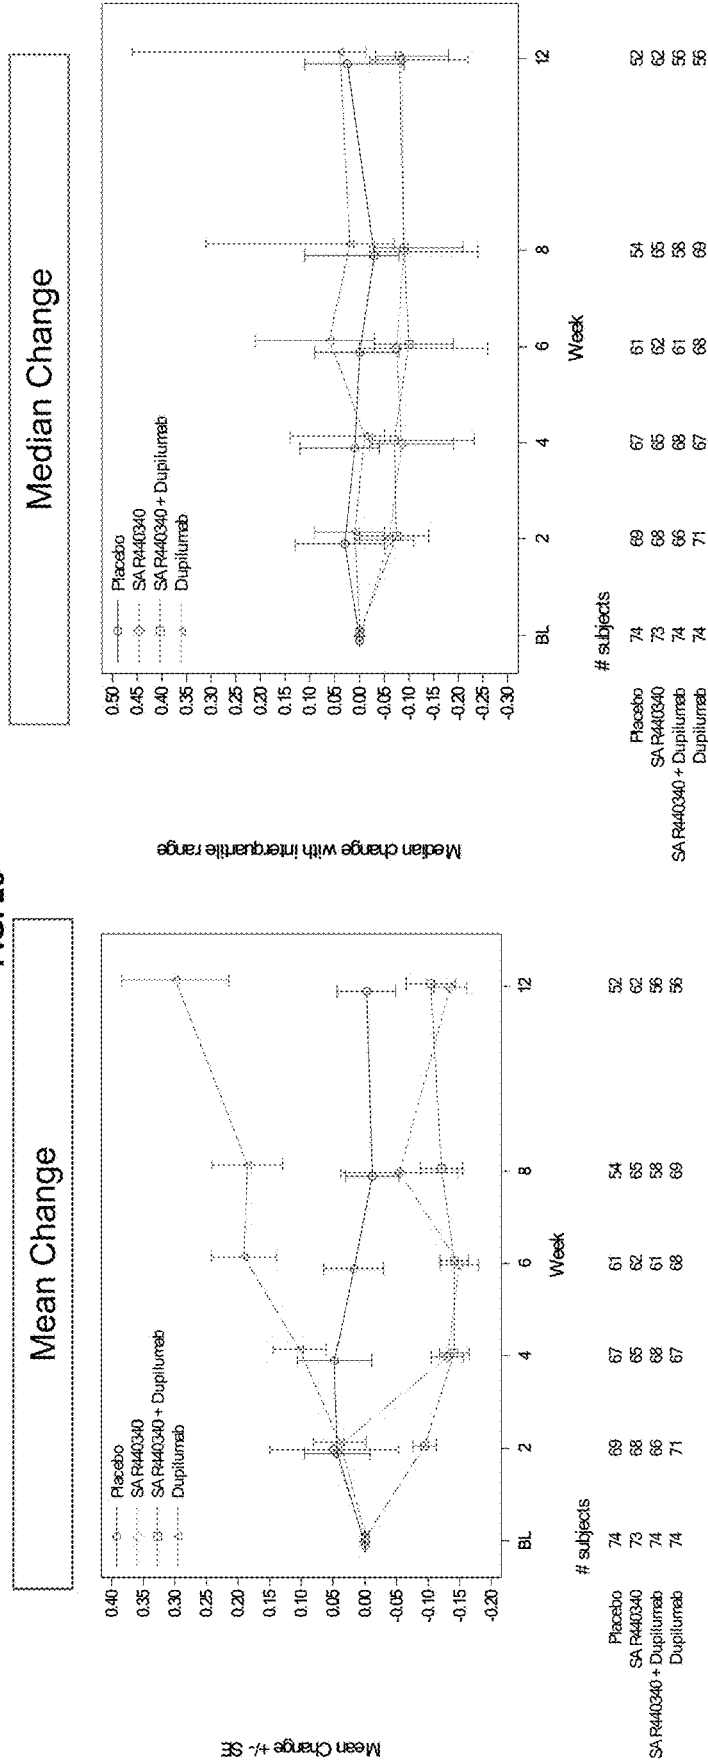 Mean Change
Mean Change +/- SE
0.40
0.35
0.30
0.25
0.20
0.15
0.10
0.05
0.00
-0.05
-0.10
-0.15
-0.20
Placebo
SAR440340
SAR440340 + Dupilumab
Dupilumab
BL 2 4 6 8 12
Week
# subjects
Placebo 74 69 67 61 54 52
SAR440340 73 68 65 62 65 62
SAR440340 + Dupilumab 74 66 68 61 58 56
Dupilumab 74 71 67 68 69 56
Median Change
Median change with interquartile range
0.50
0.45
0.40
0.35
0.30
0.25
0.20
0.15
0.10
0.05
0.00
-0.05
-0.10
-0.15
-0.20
-0.25
-0.30
Placebo
SAR440340
SAR440340 + Dupilumab
Dupilumab
BL 2 4 6 8 12
Week
# subjects
Placebo 74 69 67 61 54 52
SAR440340 73 68 65 62 65 62
SAR440340 + Dupilumab 74 66 68 61 58 56
Dupilumab 74 71 67 68 69 56